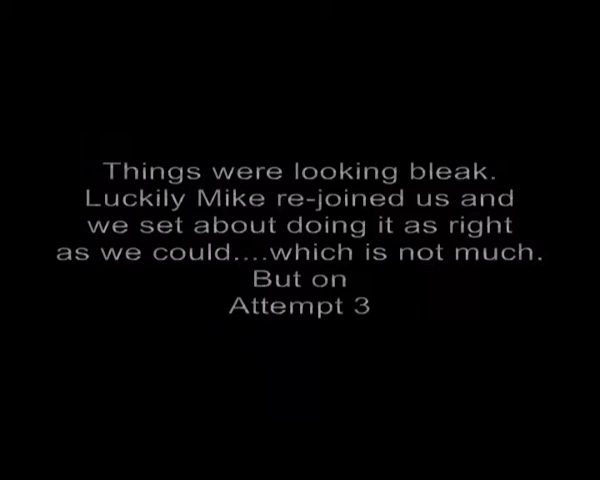 Things were looking bleak.
Luckily Mike re-joined us and
we set about doing it as right
as we could....which is not much.
But on
Attempt 3